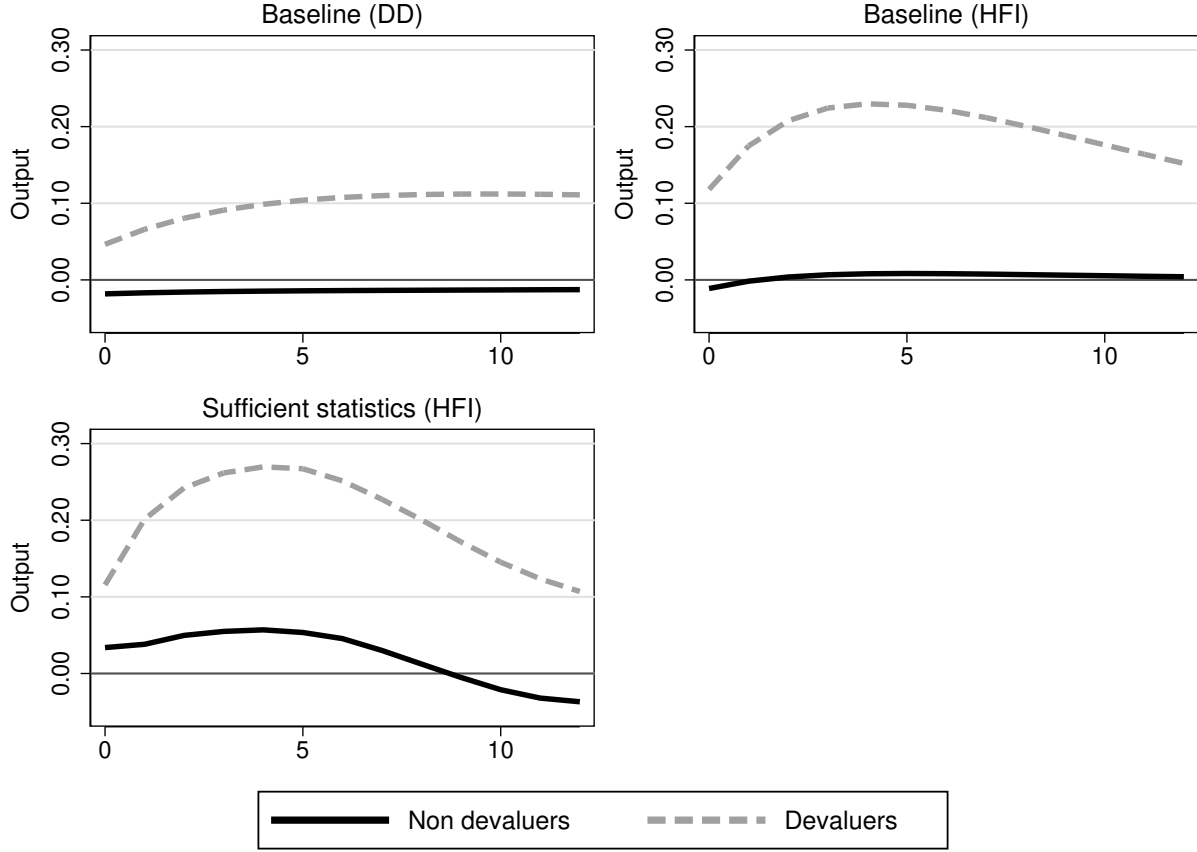 Baseline (DD)
Output
0.30
0.20
0.10
0.00
0 5 10
Baseline (HFI)
Output
0.30
0.20
0.10
0.00
0 5 10
Sufficient statistics (HFI)
Output
0.30
0.20
0.10
0.00
0 5 10
Non devaluers Devaluers